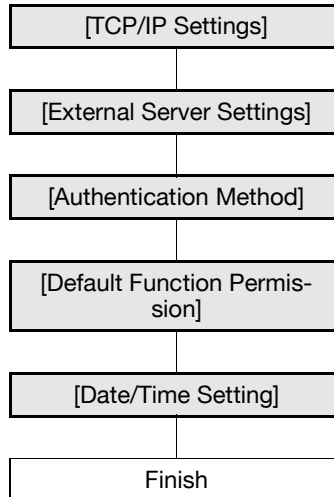 [TCP/IP Settings]
[External Server Settings]
[Authentication Method]
[Default Function Permis-
sion]
[Date/Time Setting]
Finish